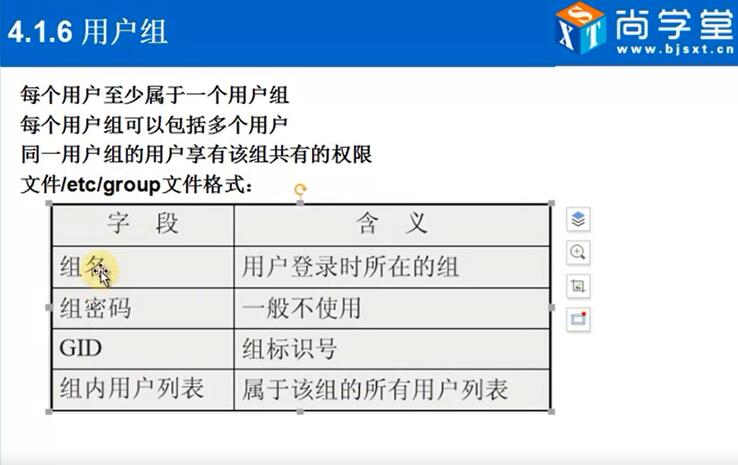 4.1.6 用户组
SXT 尚学堂
www.bjsxt.cn
每个用户至少属于一个用户组
每个用户组可以包括多个用户
同一用户组的用户享有该组共有的权限
文件/etc/group文件格式：
字 段 含 义
组名 用户登录时所在的组
组密码 一般不使用
GID 组标识号
组内用户列表 属于该组的所有用户列表